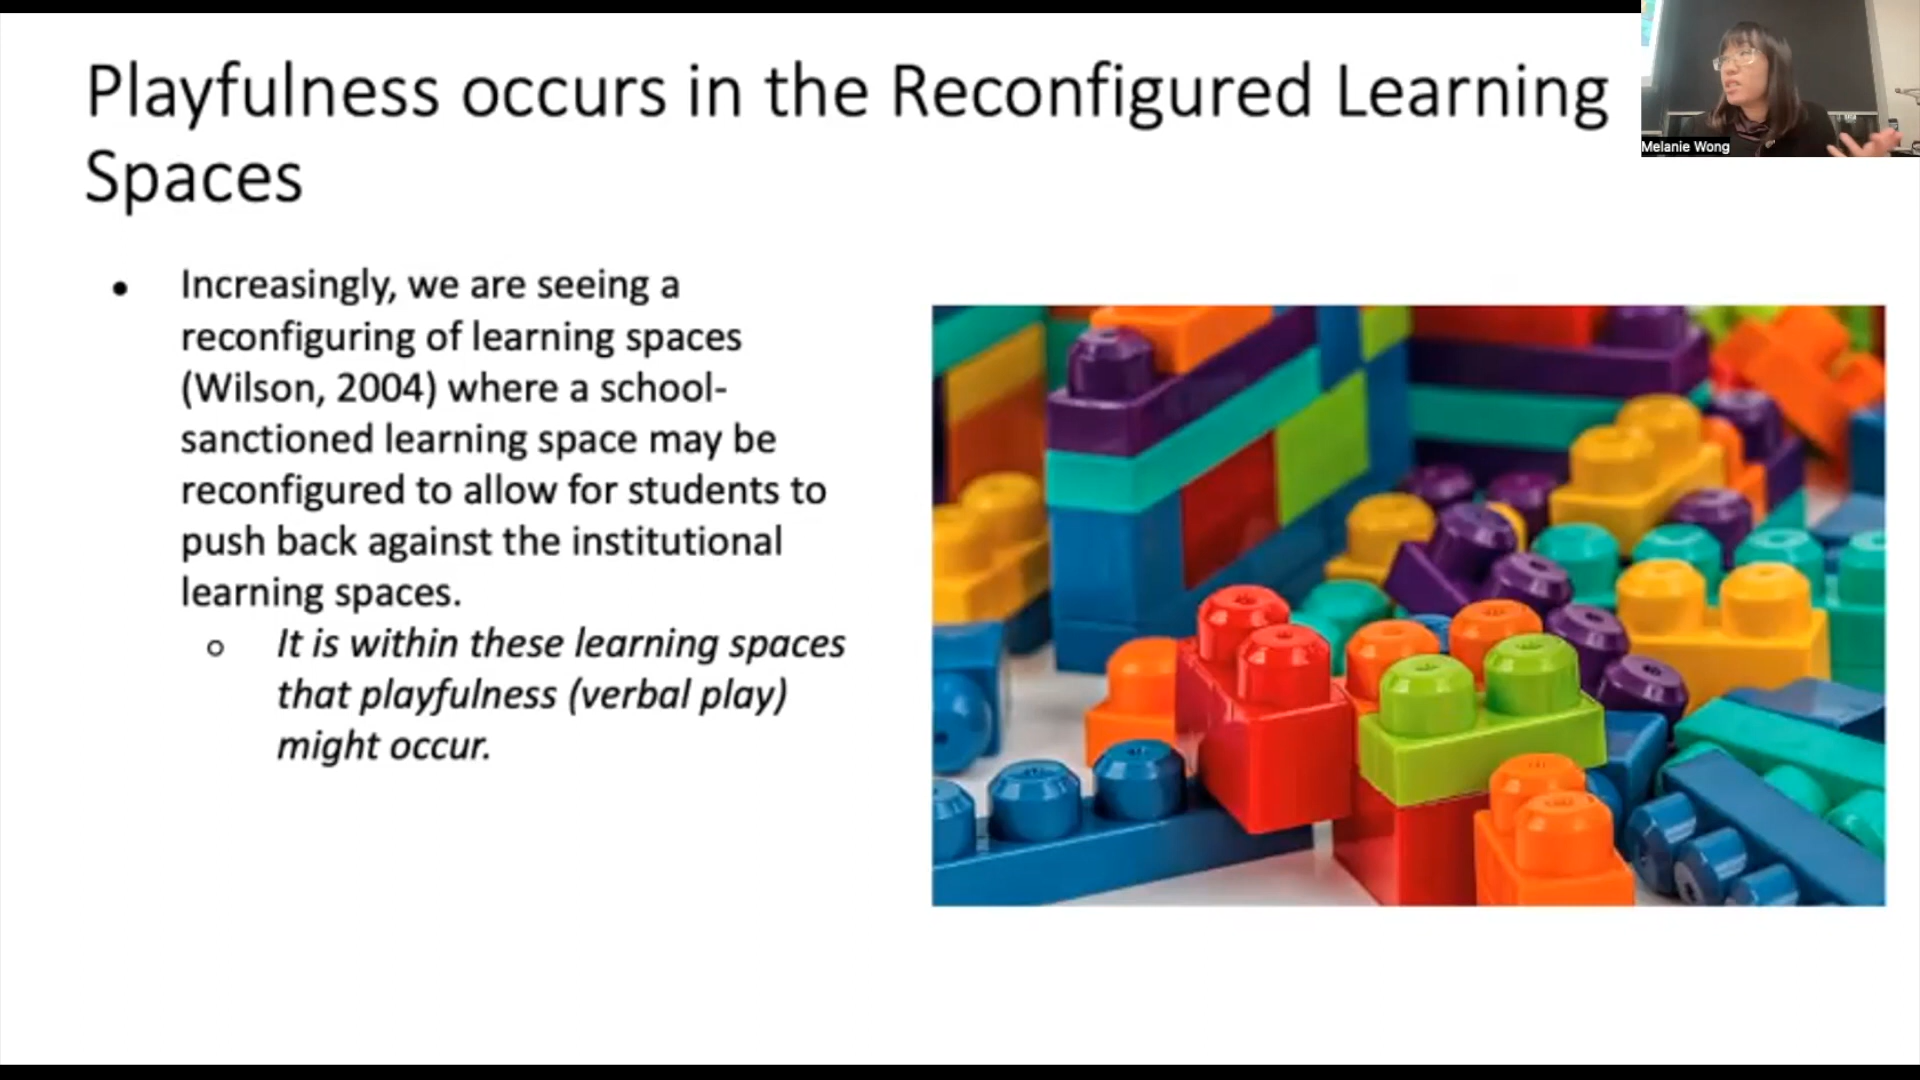 Playfulness occurs in the Reconfigured Learning
Spaces
Melanie Wong
• Increasingly, we are seeing a
reconfiguring of learning spaces
(Wilson, 2004) where a school-
sanctioned learning space may be
reconfigured to allow for students to
push back against the institutional
learning spaces.
o It is within these learning spaces
that playfulness (verbal play)
might occur.